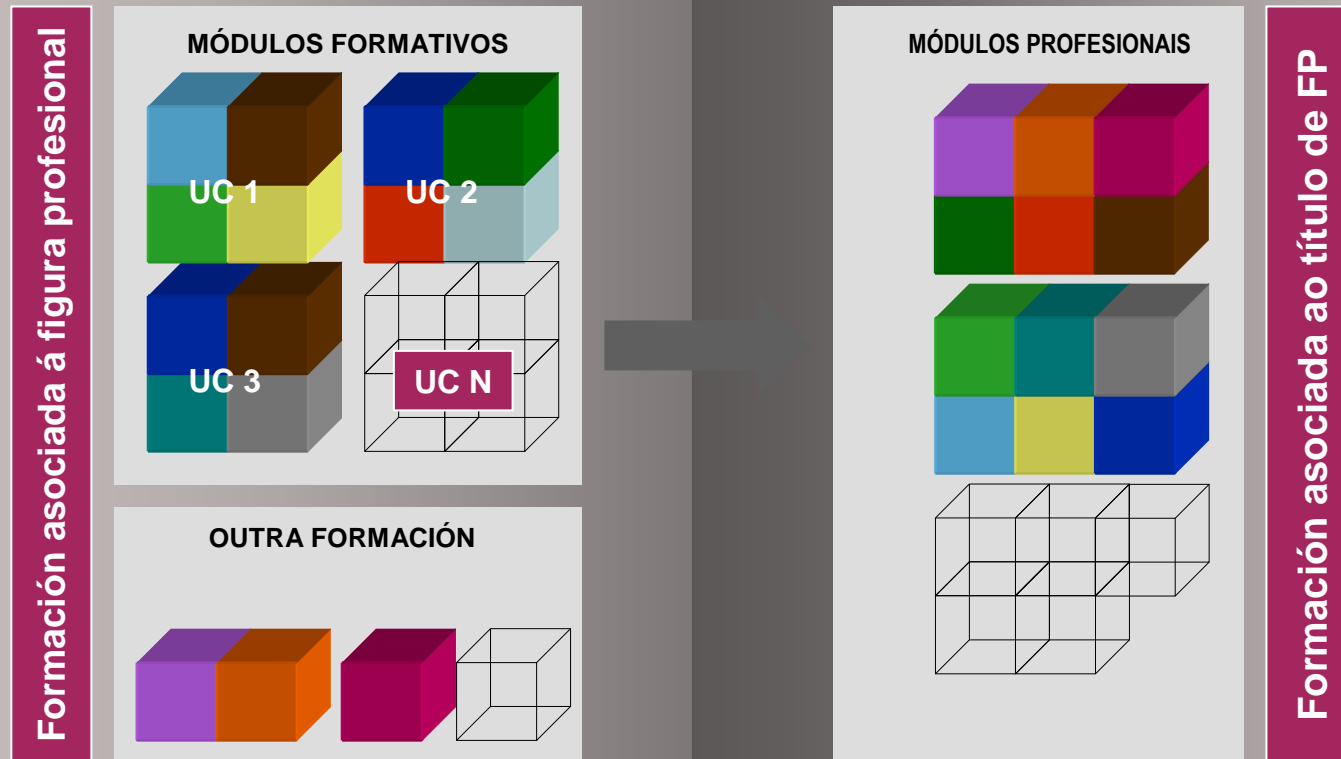 Formación asociada á figura profesional
MÓDULOS FORMATIVOS
UC 1
UC 2
UC 3
UC N
OUTRA FORMACIÓN
MÓDULOS PROFESIONAIS
Formación asociada ao título de FP